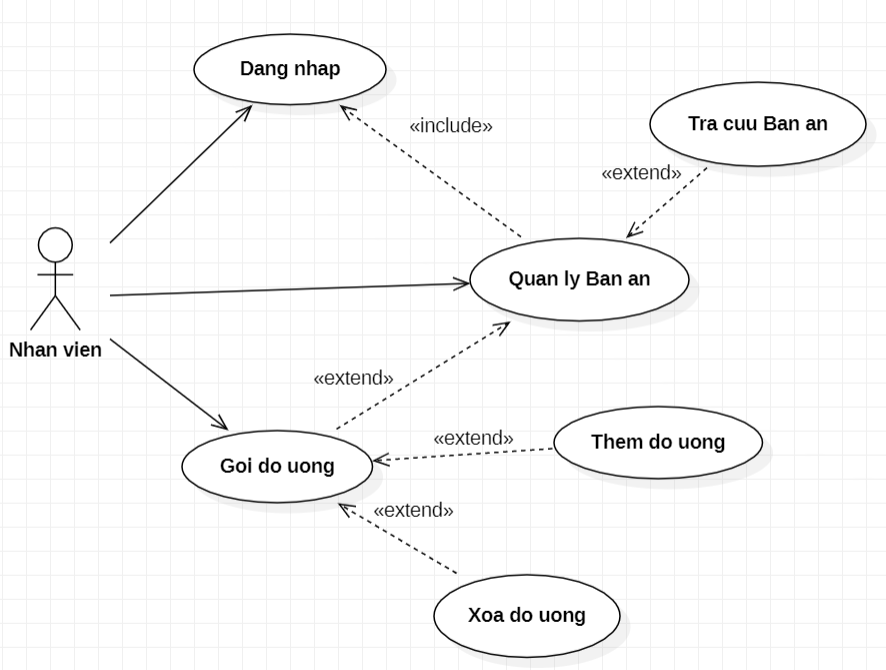 Dang nhap
«include»
Tra cuu Ban an
«extend»
Quan ly Ban an
Nhan vien
«extend»
«extend»
Them do uong
Goi do uong
«extend»
Xoa do uong